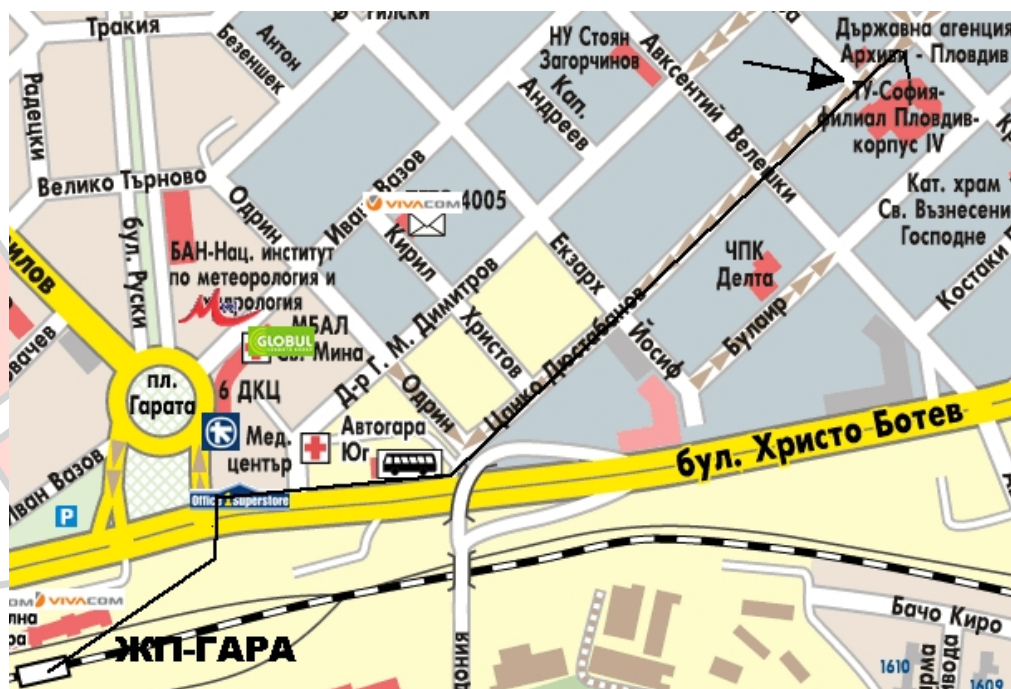 Тракия
Безеншек
Антон
НУ Стоян
Загорчинов
Кап.
Андреев
Авксентий Велешки
Държавна агенция
Архиви - Пловдив
ТУ-София-
филиал Пловдив-
корпус IV
Радецки
Велико Търново
бул. Руски
Одрин
Иван Вазов
VIVACOM
4005
Кирил
Христов
Екзарх
Йосиф
ЧПК
Делта
Булаир
Кат. храм
Св. Възнесени
Господне
Костаки
БАН-Нац. институт
по метеорология и
хидрология
МБАЛ
Св. Мина
GLOBUL
Д-р Г. М. Димитров
Цанко Дюстабанов
пл.
Гарата
6 ДКЦ
Мед.
център
Автогара
Юг
Одрин
бул. Христо Ботев
Иван Вазов
Office 1 Superstore
P
VIVACOM
ЖП-ГАРА
Бачо Киро
1610
1609